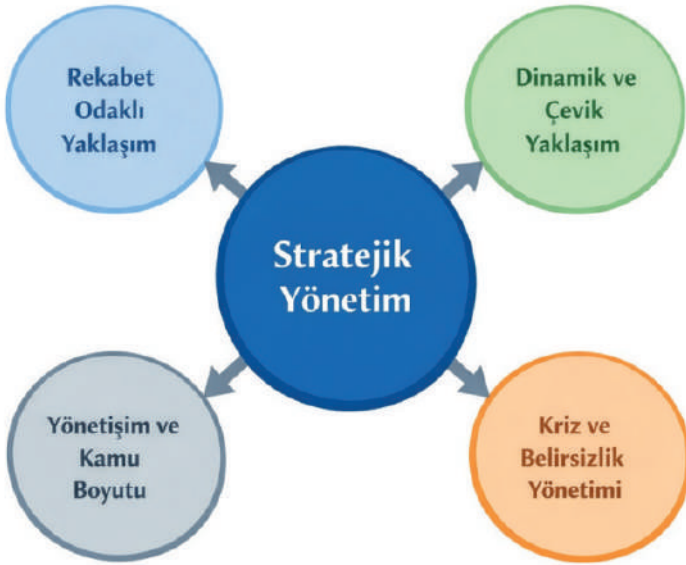 Rekabet
Odaklı
Yaklaşım
Dinamik ve
Çevik
Yaklaşım
Stratejik
Yönetim
Yönetişim ve
Kamu
Boyutu
Kriz ve
Belirsizlik
Yönetimi